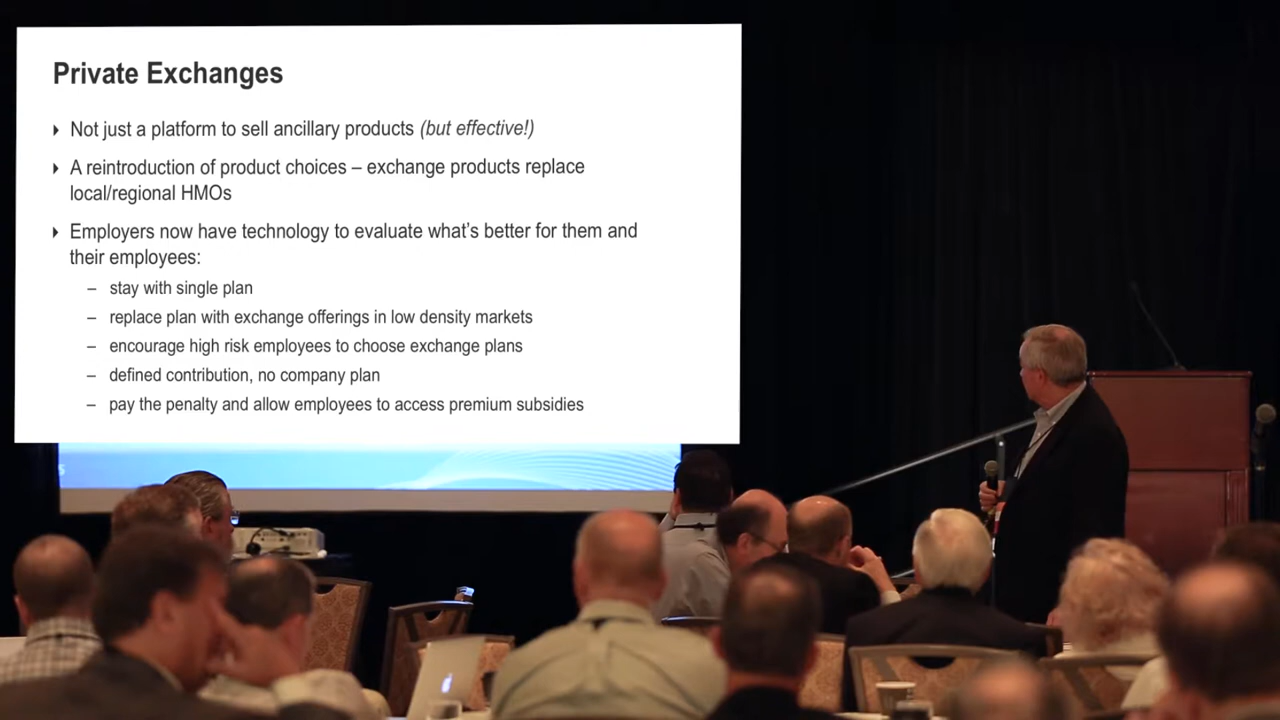 Private Exchanges
Not just a platform to sell ancillary products (but effective!)
A reintroduction of product choices – exchange products replace
local/regional HMOs
Employers now have technology to evaluate what's better for them and
their employees:
– stay with single plan
– replace plan with exchange offerings in low density markets
– encourage high risk employees to choose exchange plans
– defined contribution, no company plan
– pay the penalty and allow employees to access premium subsidies